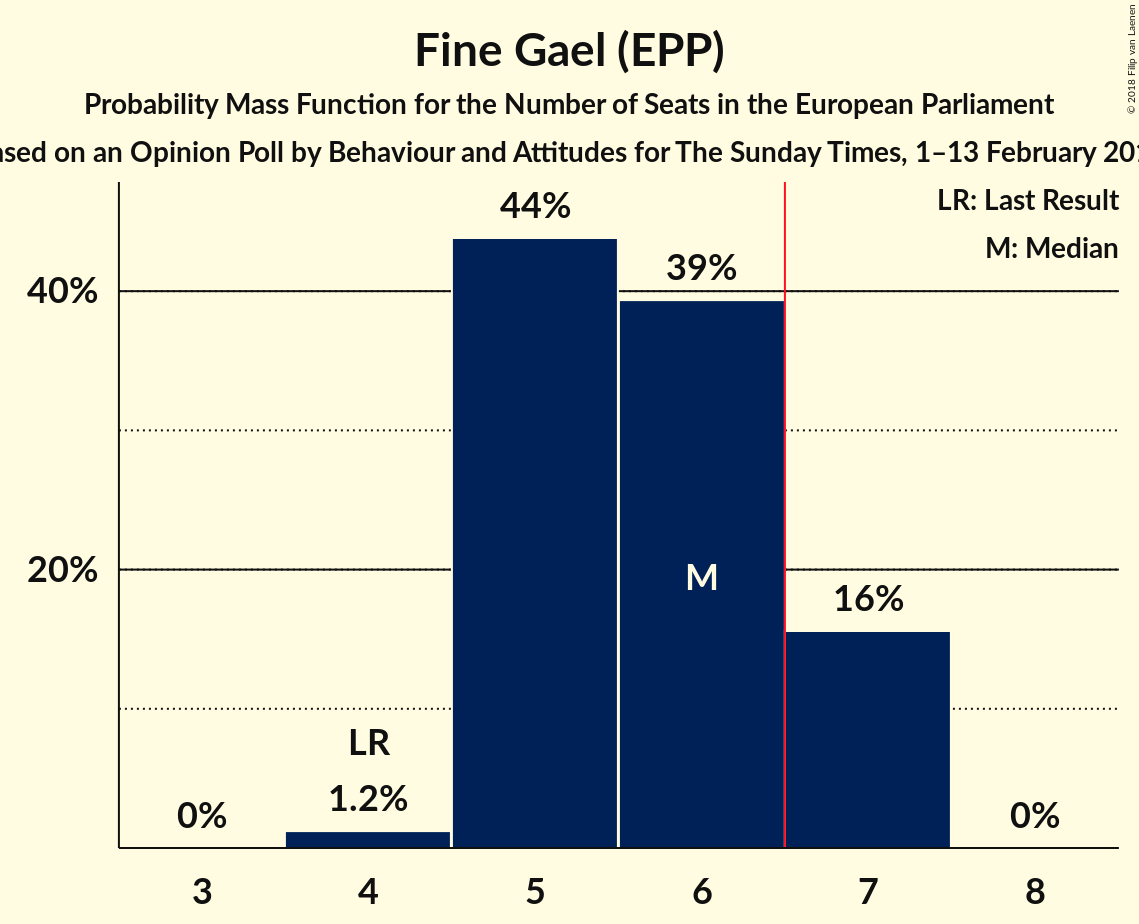 Fine Gael (EPP)
Probability Mass Function for the Number of Seats in the European Parliament
on an Opinion Poll by Behaviour and Attitudes for The Sunday Times, 1–13 February
© 2018 Filip van Laenen
LR: Last Result
M: Median
44%
39%
40%
20%
M
16%
LR
1.2%
0%
0%
3 4 5 6 7 8